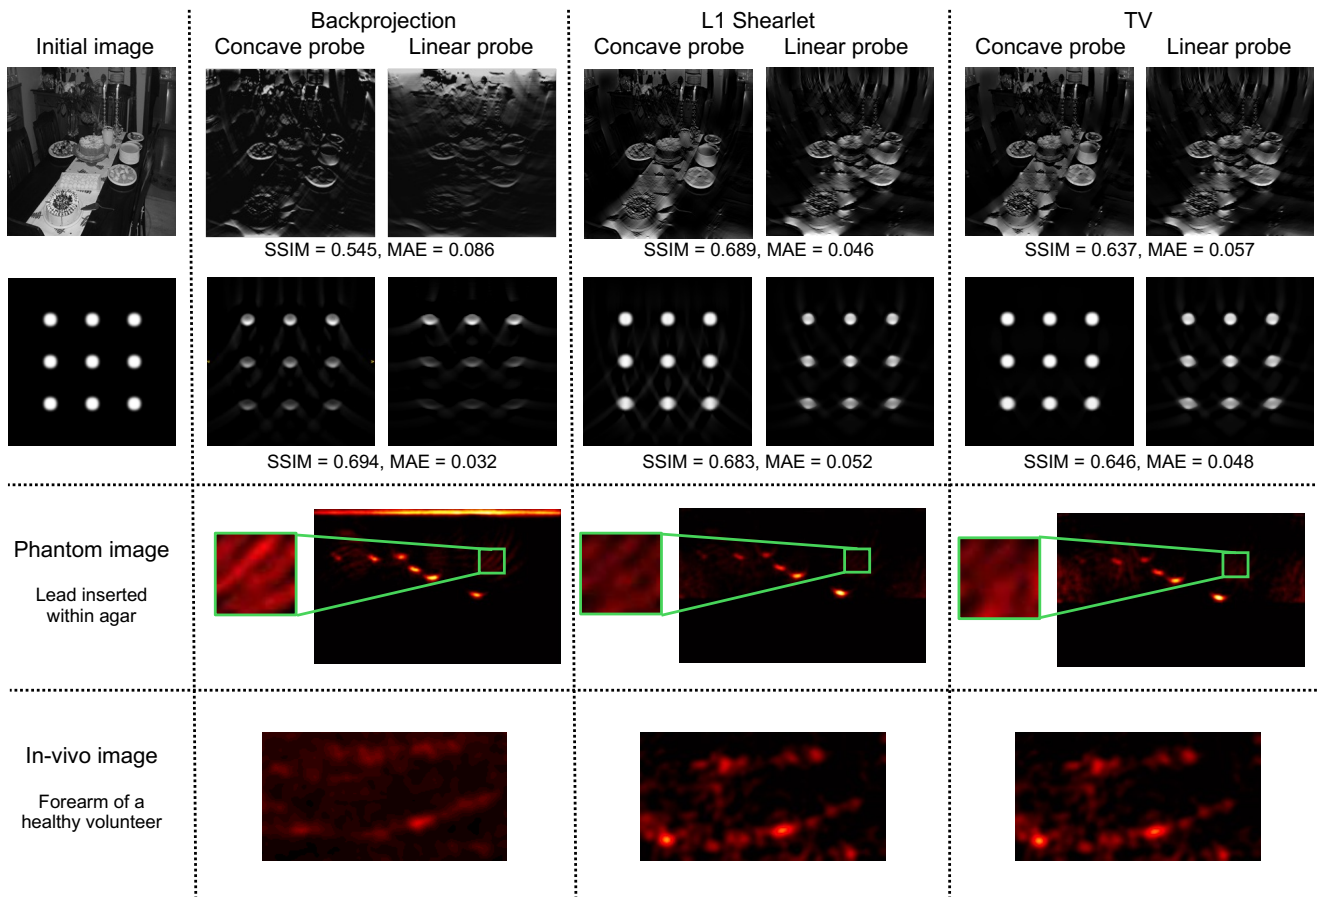 Backprojection
L1 Shearlet
TV
Initial image
Concave probe
Linear probe
Concave probe
Linear probe
Concave probe
Linear probe
SSIM = 0.545, MAE = 0.086
SSIM = 0.689, MAE = 0.046
SSIM = 0.637, MAE = 0.057
SSIM = 0.694, MAE = 0.032
SSIM = 0.683, MAE = 0.052
SSIM = 0.646, MAE = 0.048
Phantom image
Lead inserted
within agar
In-vivo image
Forearm of a
healthy volunteer